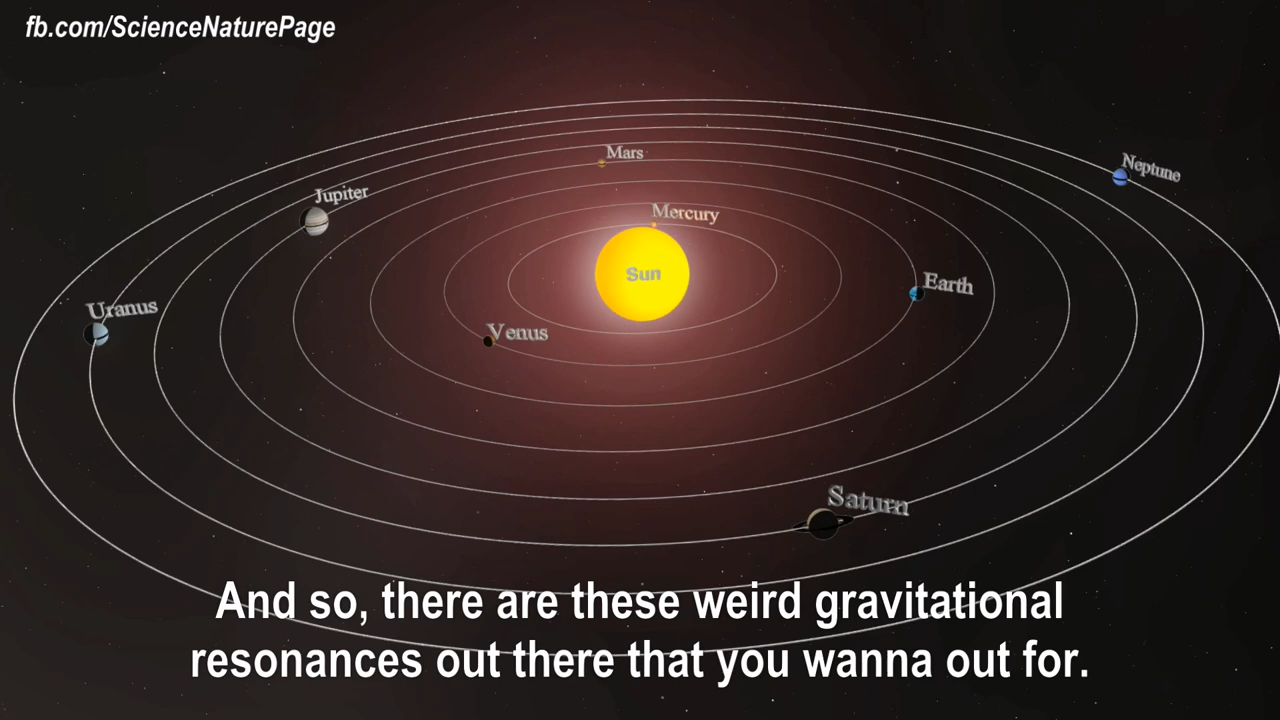 fb.com/ScienceNaturePage
Mars
Neptune
Jupiter
Mercury
Sun
Earth
Uranus
Venus
Saturn
And so, there are these weird gravitational
resonances out there that you wanna out for.